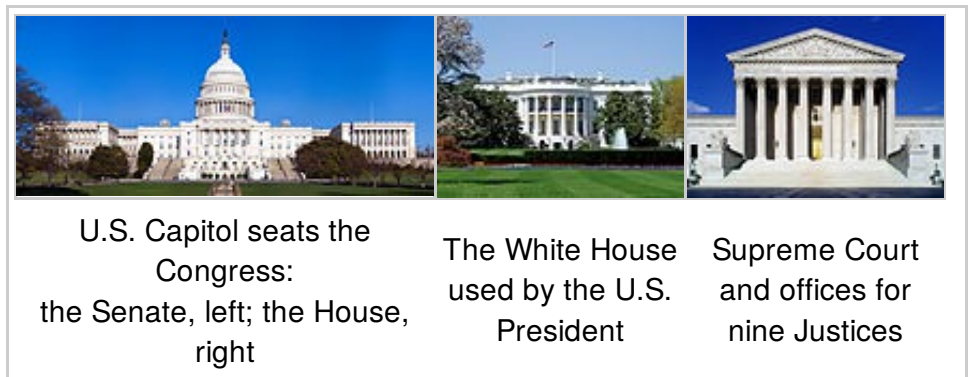 U.S. Capitol seats the
Congress:
the Senate, left; the House,
right
The White House
used by the U.S.
President
Supreme Court
and offices for
nine Justices